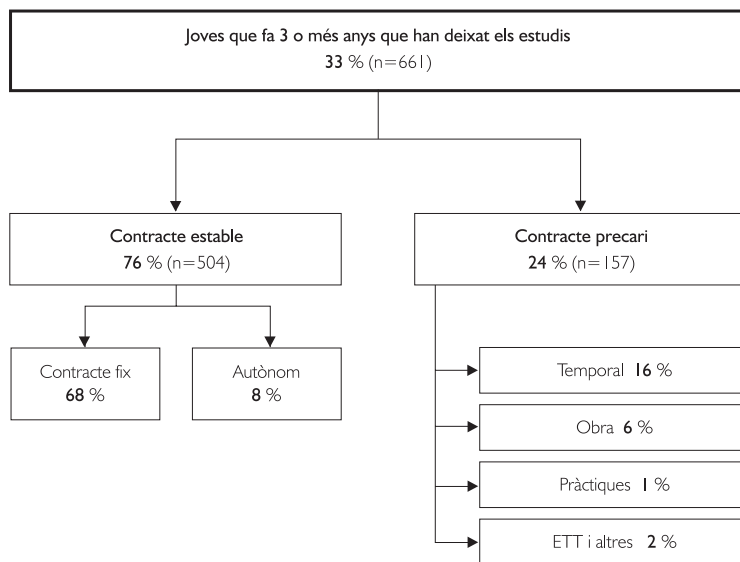 Joves que fa 3 o més anys que han deixat els estudis
33 % (n=661)
Contracte estable
76 % (n=504)
Contracte precari
24 % (n=157)
Contracte fix
68 %
Autònom
8 %
Temporal 16 %
Obra 6 %
Pràctiques 1 %
ETT i altres 2 %